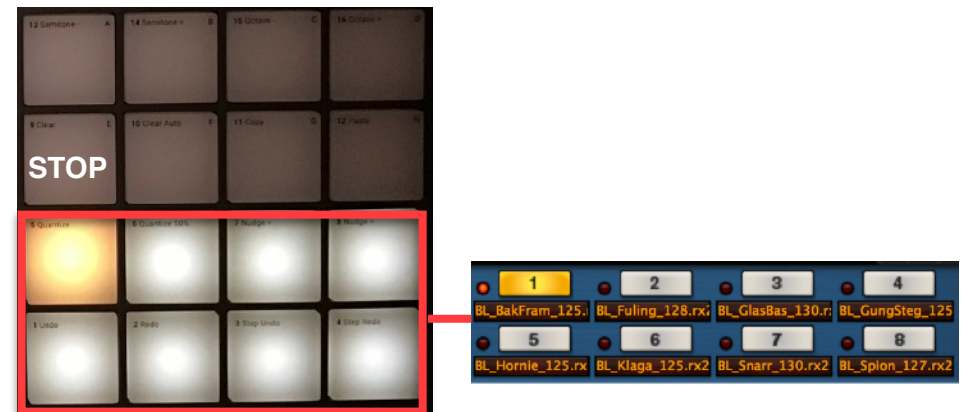 13 Semitone - A 14 Semitone + B 15 Octave - C 16 Octave + D
9 Clear E 10 Clear Auto F 11 Copy G 12 Paste H
STOP
5 Quantize 6 Quantize 50% 7 Nudge < 8 Nudge >
1 Undo 2 Redo 3 Step Undo 4 Step Redo
1 2 3 4
BL_BakFram_125. BL_Fuling_128.rx2 BL_GlasBas_130.r BL_GungSteg_125
5 6 7 8
BL_Hornie_125.rx BL_Klaga_125.rx2 BL_Snarr_130.rx2 BL_Spion_127.rx2